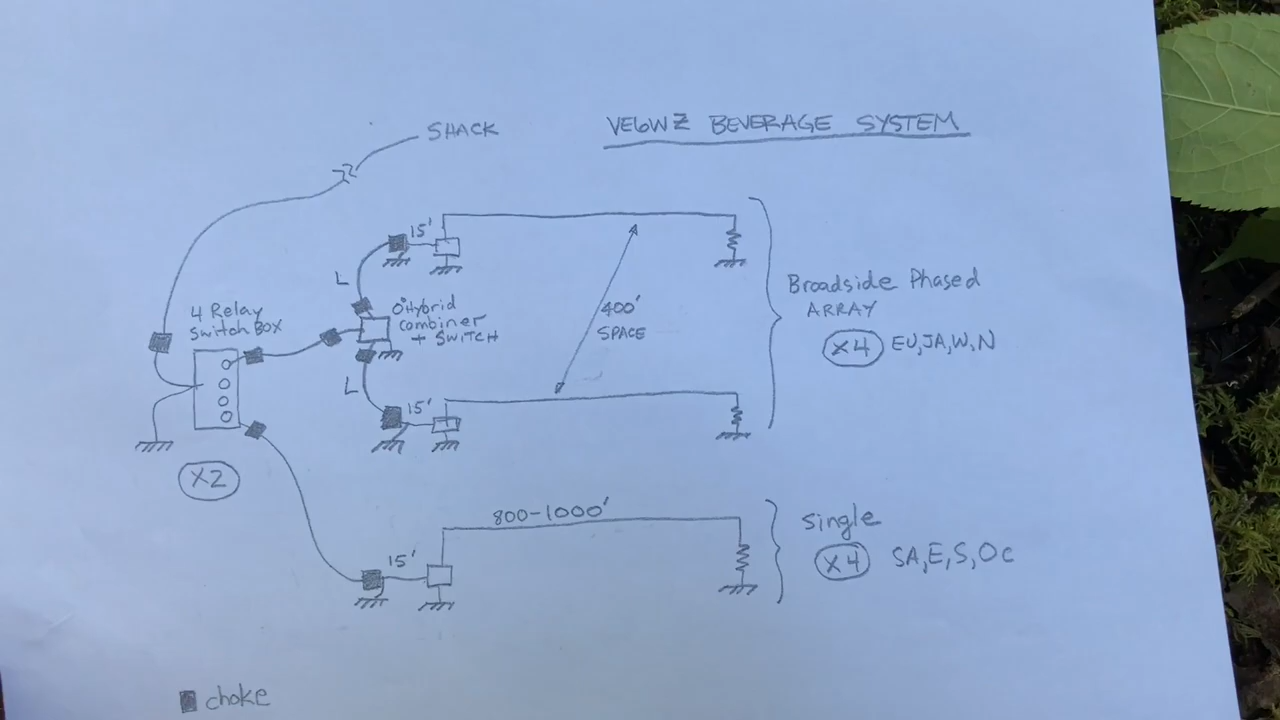 VE6WZ BEVERAGE SYSTEM
SHACK
15'
L
4 Relay
Switch Box
0° Hybrid
combiner
+ SWITCH
400'
SPACE
Broadside Phased
ARRAY
X4 EU, JA, W, N
L
15'
X2
800-1000'
Single
X4 SA, E, S, OC
15'
choke